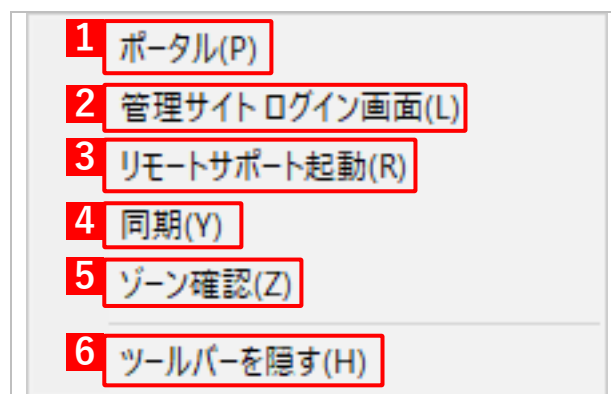 1 ポータル(P)
2 管理サイト ログイン画面(L)
3 リモートサポート起動(R)
4 同期(Y)
5 ゾーン確認(Z)
6 ツールバーを隠す(H)